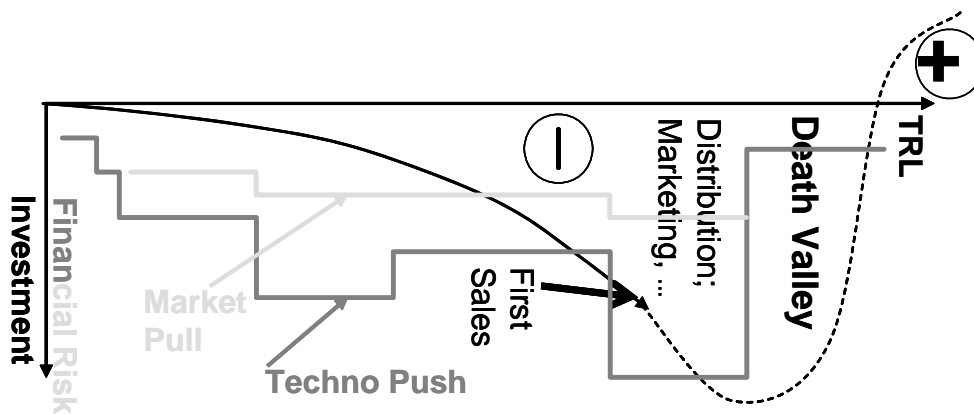 +
TRL
Death Valley
Distribution;
Marketing, ...
−
First
Sales
Market
Pull
Techno Push
Financial Risk
Investment